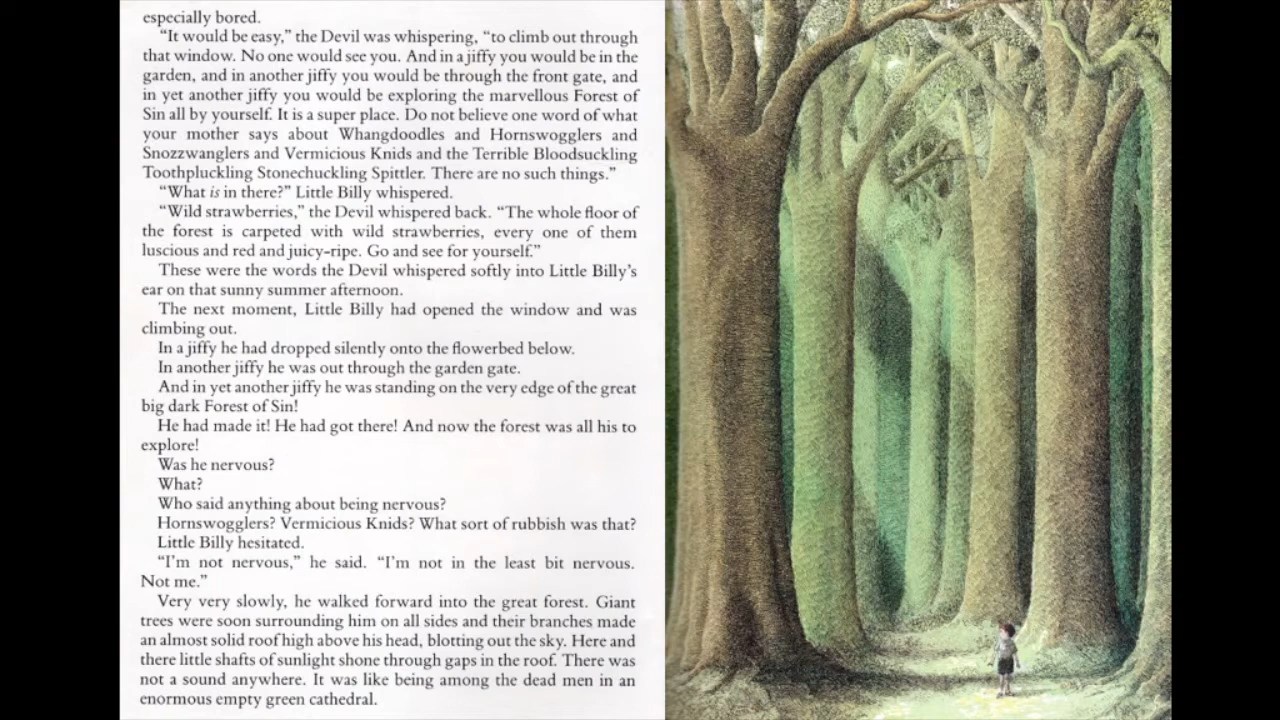 especially bored.
“It would be easy,” the Devil was whispering, “to climb out through
that window. No one would see you. And in a jiffy you would be in the
garden, and in another jiffy you would be through the front gate, and
in yet another jiffy you would be exploring the marvellous Forest of
Sin all by yourself. It is a super place. Do not believe one word of what
your mother says about Whangdoodles and Hornswogglers and
Snozzwanglers and Vermicious Knids and the Terrible Bloodsuckling
Toothpluckling Stonechuckling Spittler. There are no such things.”
“What is in there?” Little Billy whispered.
“Wild strawberries,” the Devil whispered back. “The whole floor of
the forest is carpeted with wild strawberries, every one of them
luscious and red and juicy-ripe. Go and see for yourself.”
These were the words the Devil whispered softly into Little Billy’s
ear on that sunny summer afternoon.
The next moment, Little Billy had opened the window and was
climbing out.
In a jiffy he had dropped silently onto the flowerbed below.
In another jiffy he was out through the garden gate.
And in yet another jiffy he was standing on the very edge of the great
big dark Forest of Sin!
He had made it! He had got there! And now the forest was all his to
explore!
Was he nervous?
What?
Who said anything about being nervous?
Hornswogglers? Vermicious Knids? What sort of rubbish was that?
Little Billy hesitated.
“I’m not nervous,” he said. “I’m not in the least bit nervous.
Not me.”
Very very slowly, he walked forward into the great forest. Giant
trees were soon surrounding him on all sides and their branches made
an almost solid roof high above his head, blotting out the sky. Here and
there little shafts of sunlight shone through gaps in the roof. There was
not a sound anywhere. It was like being among the dead men in an
enormous empty green cathedral.